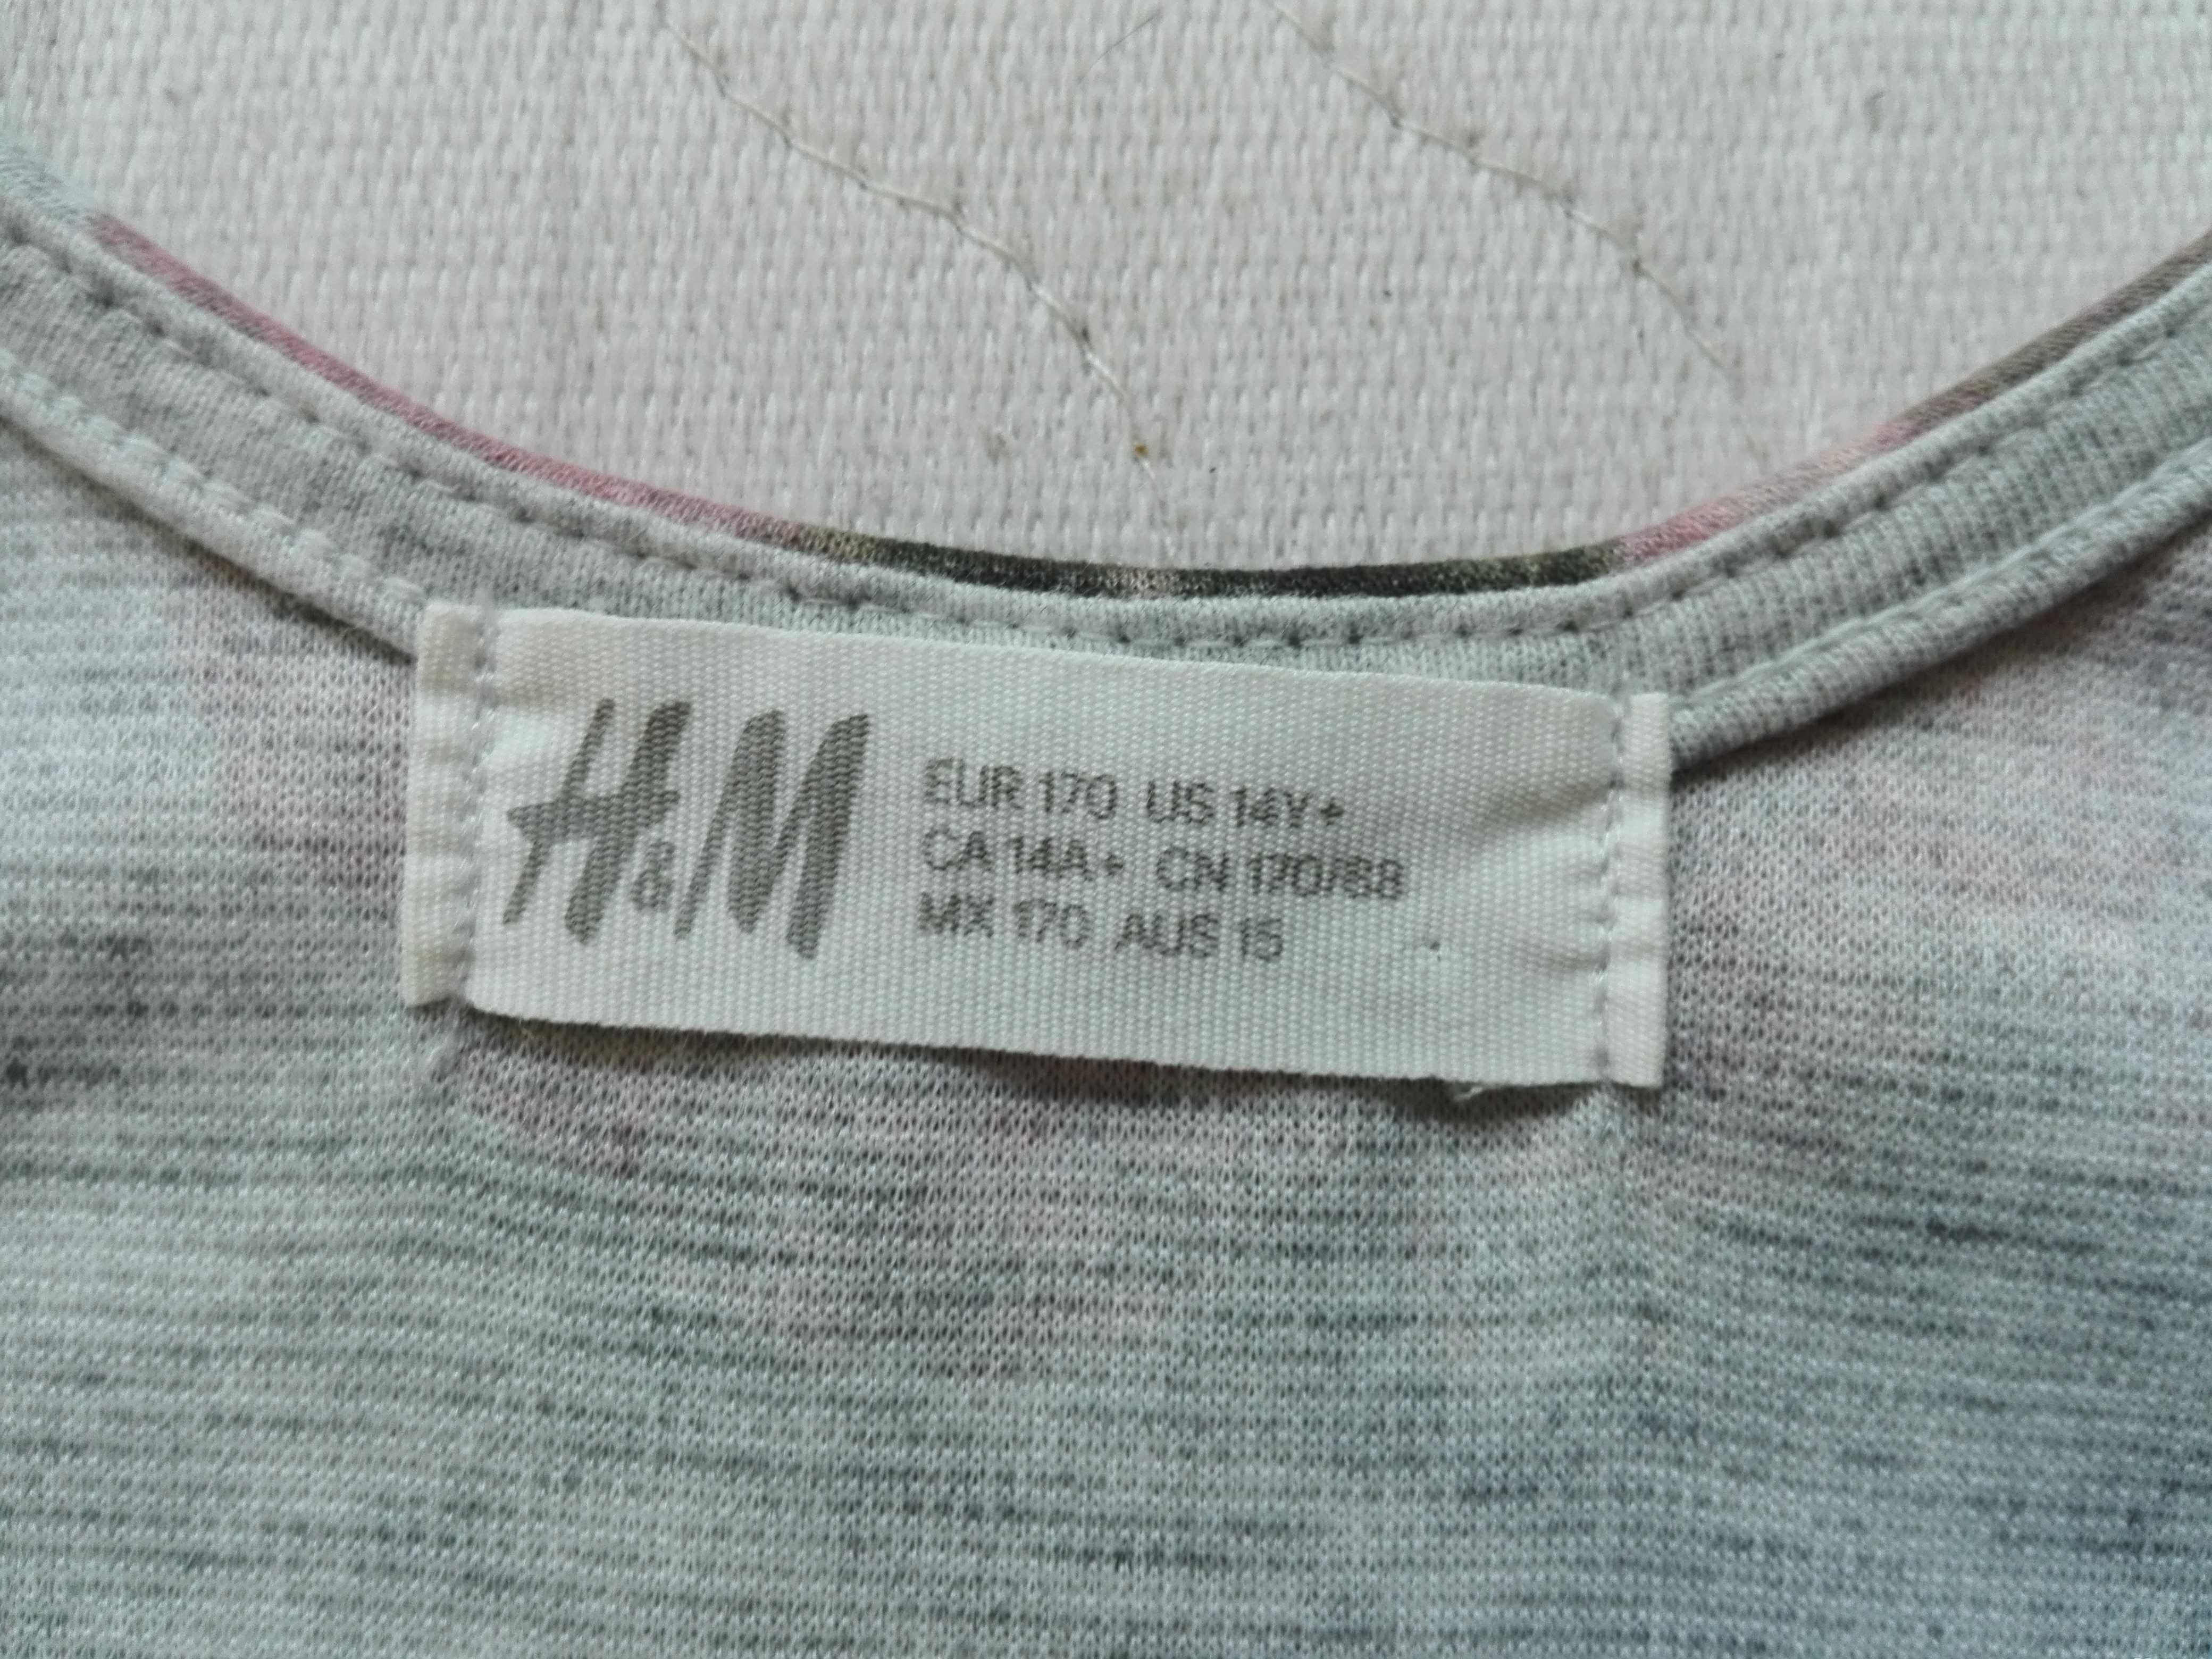 H&M
EUR 170 US 14Y+
CA 14A+ CN 170/88
MX 170 AUS 15